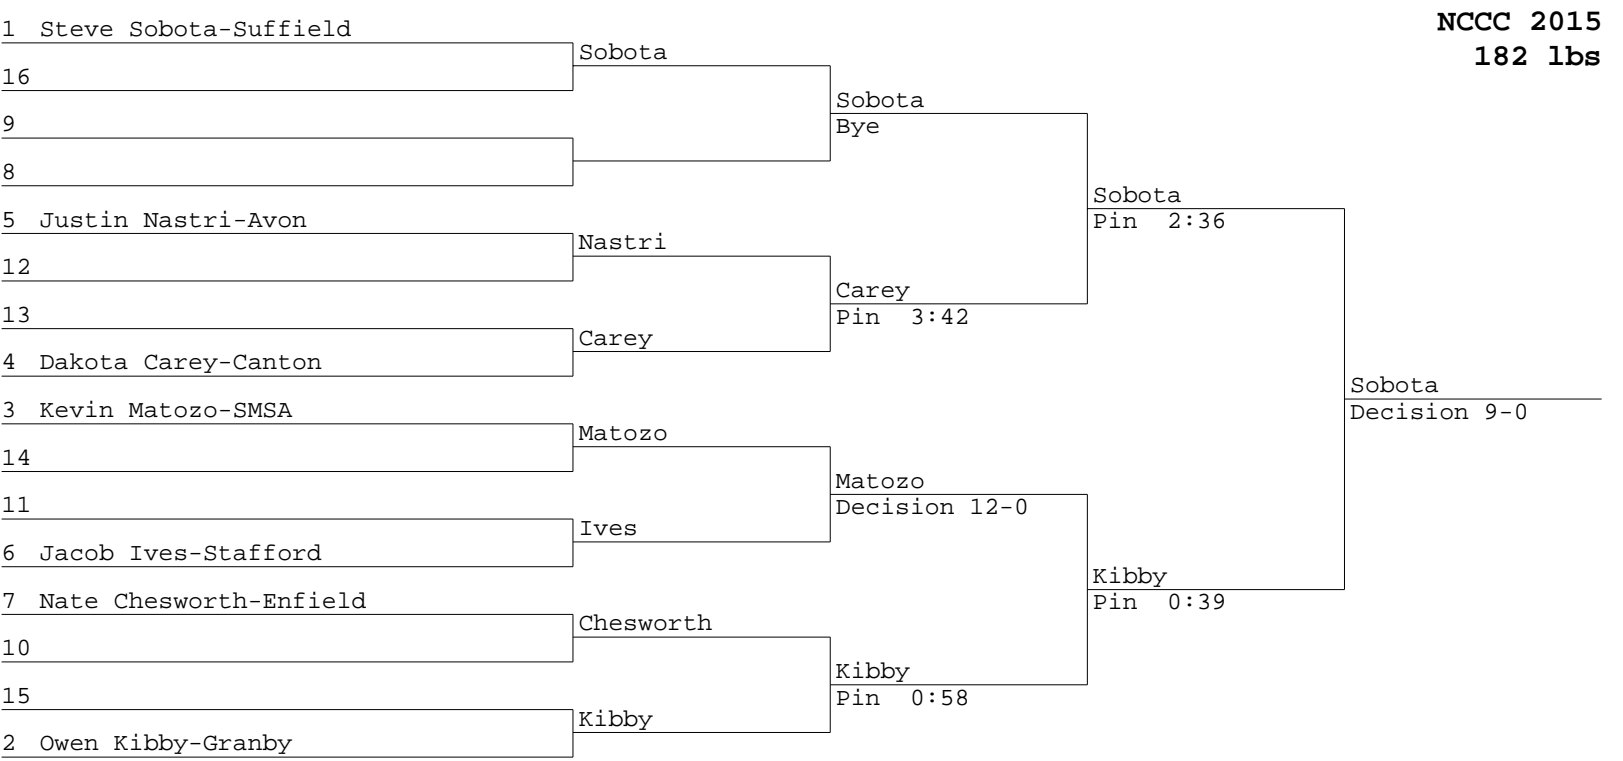 NCCC 2015
182 lbs
1 Steve Sobota-Suffield
16
9
8
5 Justin Nastri-Avon
12
13
4 Dakota Carey-Canton
3 Kevin Matozo-SMSA
14
11
6 Jacob Ives-Stafford
7 Nate Chesworth-Enfield
10
15
2 Owen Kibby-Granby
Sobota
Nastri
Carey
Matozo
Ives
Chesworth
Kibby
Sobota
Bye
Carey
Pin 3:42
Matozo
Decision 12-0
Kibby
Pin 0:58
Sobota
Pin 2:36
Kibby
Pin 0:39
Sobota
Decision 9-0